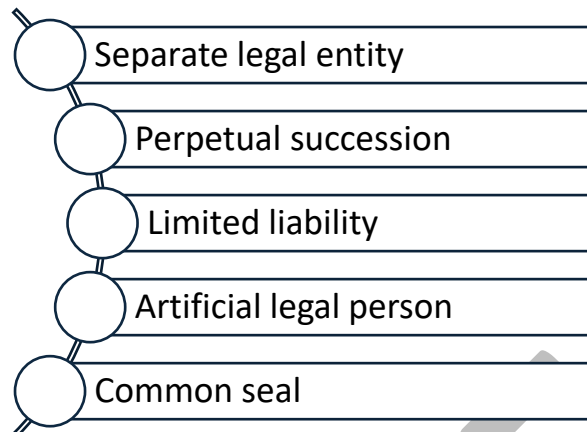 Separate legal entity
Perpetual succession
Limited liability
Artificial legal person
Common seal